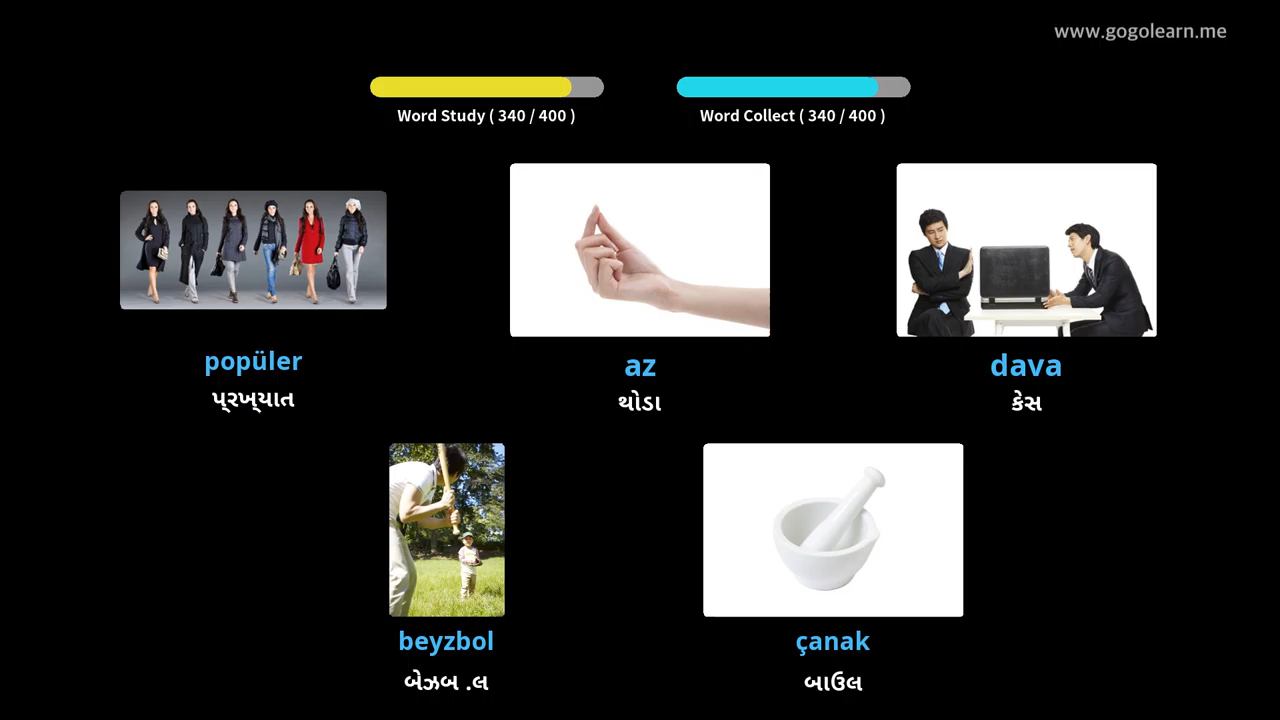 www.gogolearn.me
Word Study ( 340 / 400 )
Word Collect ( 340 / 400 )
popüler
પ્રખ્યાત
az
થોડા
dava
કેસ
beyzbol
બેઝબ .લ
çanak
બાઉલ